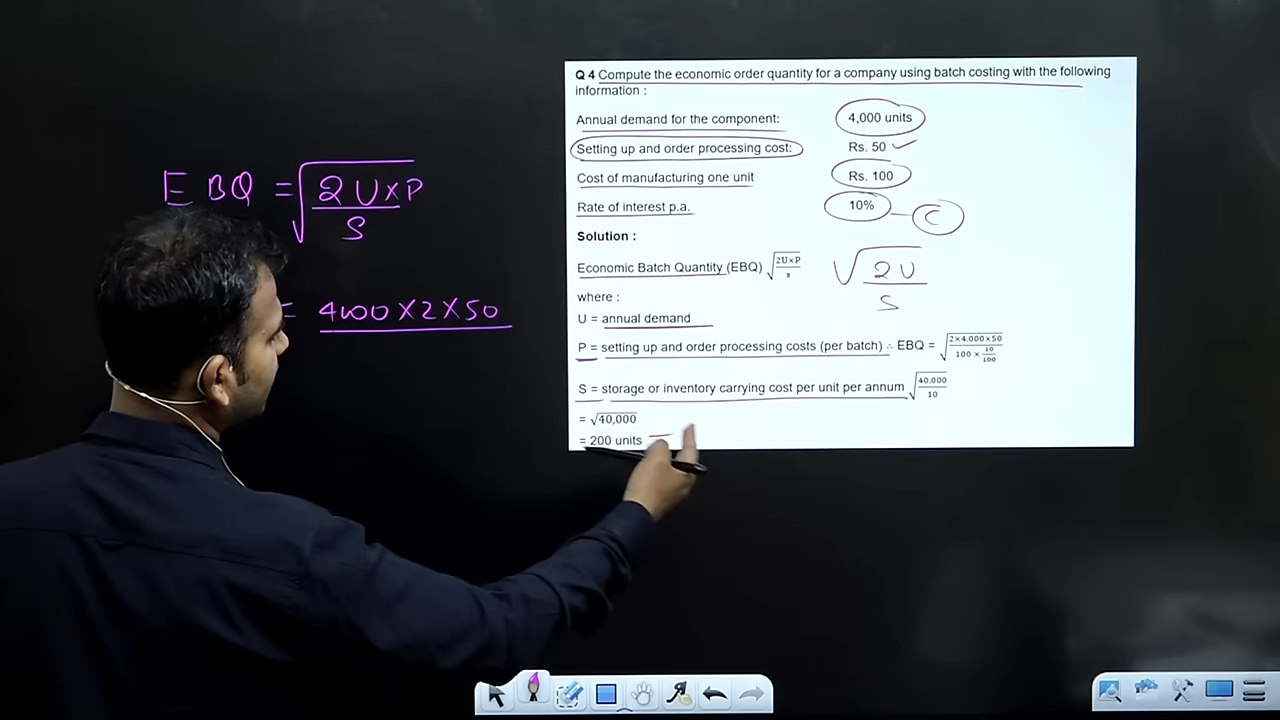 Q 4 Compute the economic order quantity for a company using batch costing with the following
information :
Annual demand for the component: 4,000 units
Setting up and order processing cost: Rs. 50
Cost of manufacturing one unit Rs. 100
Rate of interest p.a. 10% — C
Solution :
Economic Batch Quantity (EBQ) √(2U×P/s) √(2U/S)
where :
U = annual demand
P = setting up and order processing costs (per batch) ∴ EBQ = √(2×4,000×50/(100 × 10/100))
S = storage or inventory carrying cost per unit per annum √(40,000/10)
= √40,000
= 200 units
EBQ = √(2U×P/S)
= 4000×2×50